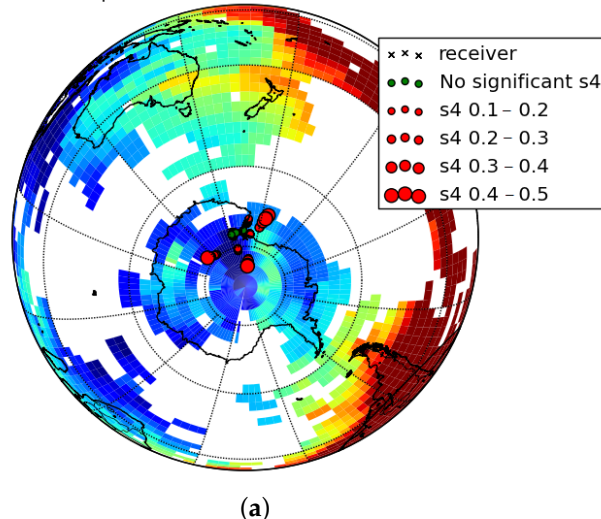 receiver
No significant s4
s4 0.1 – 0.2
s4 0.2 – 0.3
s4 0.3 – 0.4
s4 0.4 – 0.5
(a)